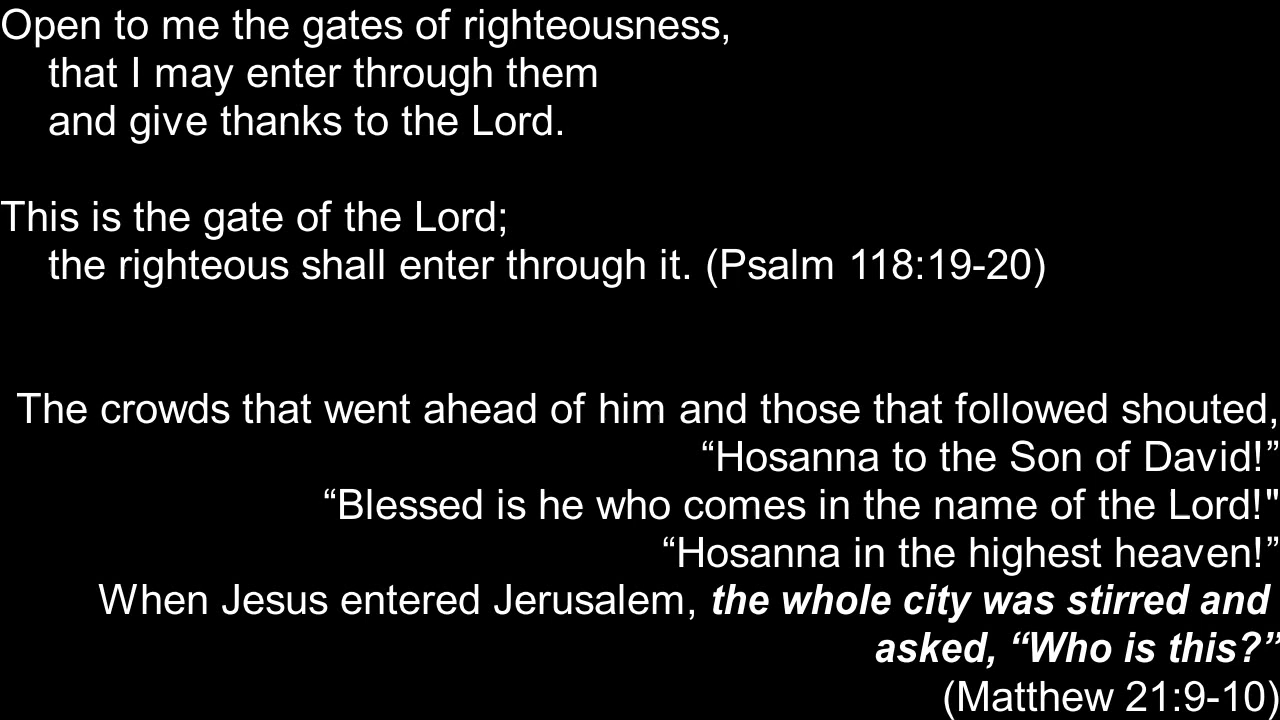 Open to me the gates of righteousness,
that I may enter through them
and give thanks to the Lord.
This is the gate of the Lord;
the righteous shall enter through it. (Psalm 118:19-20)
The crowds that went ahead of him and those that followed shouted,
“Hosanna to the Son of David!”
“Blessed is he who comes in the name of the Lord!"
“Hosanna in the highest heaven!”
When Jesus entered Jerusalem, the whole city was stirred and
asked, “Who is this?”
(Matthew 21:9-10)